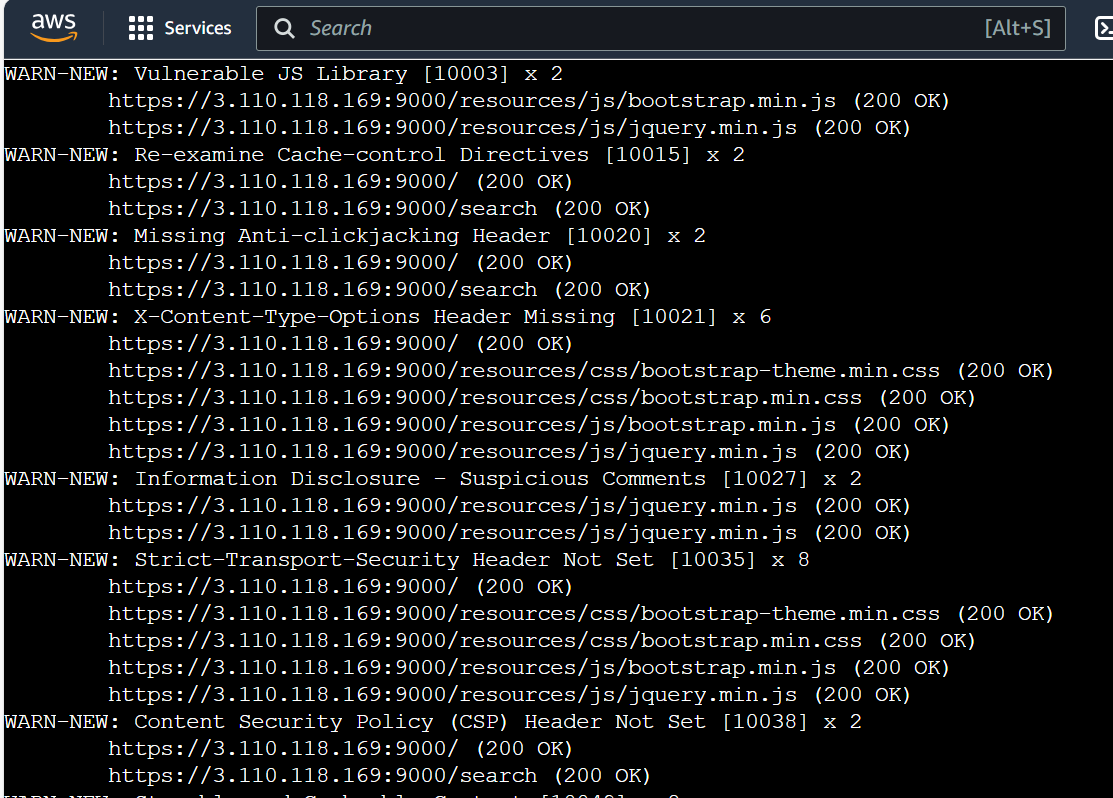 aws
Services
Search
[Alt+S]
WARN-NEW: Vulnerable JS Library [10003] x 2
https://3.110.118.169:9000/resources/js/bootstrap.min.js (200 OK)
https://3.110.118.169:9000/resources/js/jquery.min.js (200 OK)
WARN-NEW: Re-examine Cache-control Directives [10015] x 2
https://3.110.118.169:9000/ (200 OK)
https://3.110.118.169:9000/search (200 OK)
WARN-NEW: Missing Anti-clickjacking Header [10020] x 2
https://3.110.118.169:9000/ (200 OK)
https://3.110.118.169:9000/search (200 OK)
WARN-NEW: X-Content-Type-Options Header Missing [10021] x 6
https://3.110.118.169:9000/ (200 OK)
https://3.110.118.169:9000/resources/css/bootstrap-theme.min.css (200 OK)
https://3.110.118.169:9000/resources/css/bootstrap.min.css (200 OK)
https://3.110.118.169:9000/resources/js/bootstrap.min.js (200 OK)
https://3.110.118.169:9000/resources/js/jquery.min.js (200 OK)
WARN-NEW: Information Disclosure - Suspicious Comments [10027] x 2
https://3.110.118.169:9000/resources/js/jquery.min.js (200 OK)
https://3.110.118.169:9000/resources/js/jquery.min.js (200 OK)
WARN-NEW: Strict-Transport-Security Header Not Set [10035] x 8
https://3.110.118.169:9000/ (200 OK)
https://3.110.118.169:9000/resources/css/bootstrap-theme.min.css (200 OK)
https://3.110.118.169:9000/resources/css/bootstrap.min.css (200 OK)
https://3.110.118.169:9000/resources/js/bootstrap.min.js (200 OK)
https://3.110.118.169:9000/resources/js/jquery.min.js (200 OK)
WARN-NEW: Content Security Policy (CSP) Header Not Set [10038] x 2
https://3.110.118.169:9000/ (200 OK)
https://3.110.118.169:9000/search (200 OK)